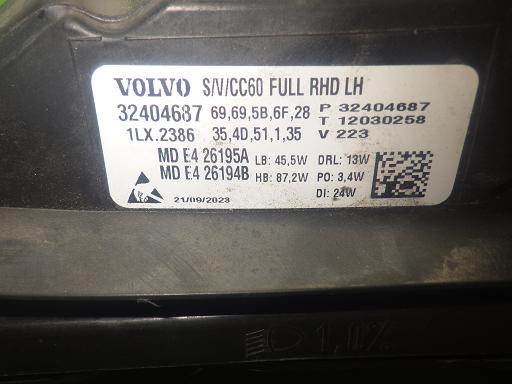 VOLVO S/V/CC60 FULL RHD LH
32404687 69,69,5B,6F,28 P 32404687
1LX.2386 35,4D,51,1,35 T 12030258
V 223
MD E4 26195A LB: 45,5W DRL: 13W
MD E4 26194B HB: 87,2W PO: 3,4W
DI: 24W
21/09/2023
1,0%